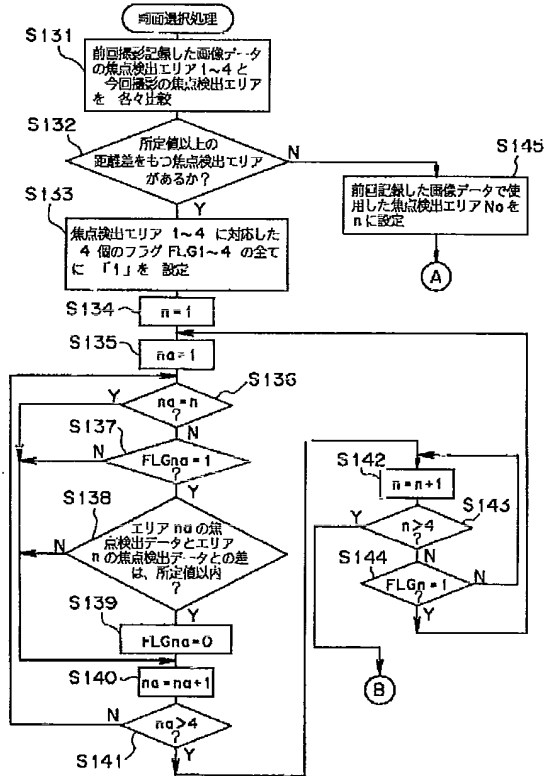 画面選択処理
S131
前回撮影記録した画像データ
の焦点検出エリア1~4と
今回撮影の焦点検出エリア
を 各々比較
S132
所定値以上の
距離差をもつ焦点検出エリア
があるか?
N
Y
S145
前回記録した画像データで使
用した焦点検出エリアNoを
nに設定
A
S133
焦点検出エリア 1~4 に対応した
4 個のフラグ FLG1~4 の全て
に 「1」を 設定
S134
n=1
S135
na=1
S136
na=n
?
Y
N
S137
FLGna=1
?
N
Y
S138
エリア naの焦
点検出データとエリア
nの焦点検出データとの差
は、所定値以内
?
N
Y
S139
FLGna=0
S140
na=na+1
S141
na>4
?
N
Y
S142
n=n+1
S143
n>4
?
Y
N
S144
FLGn=1
?
N
Y
B